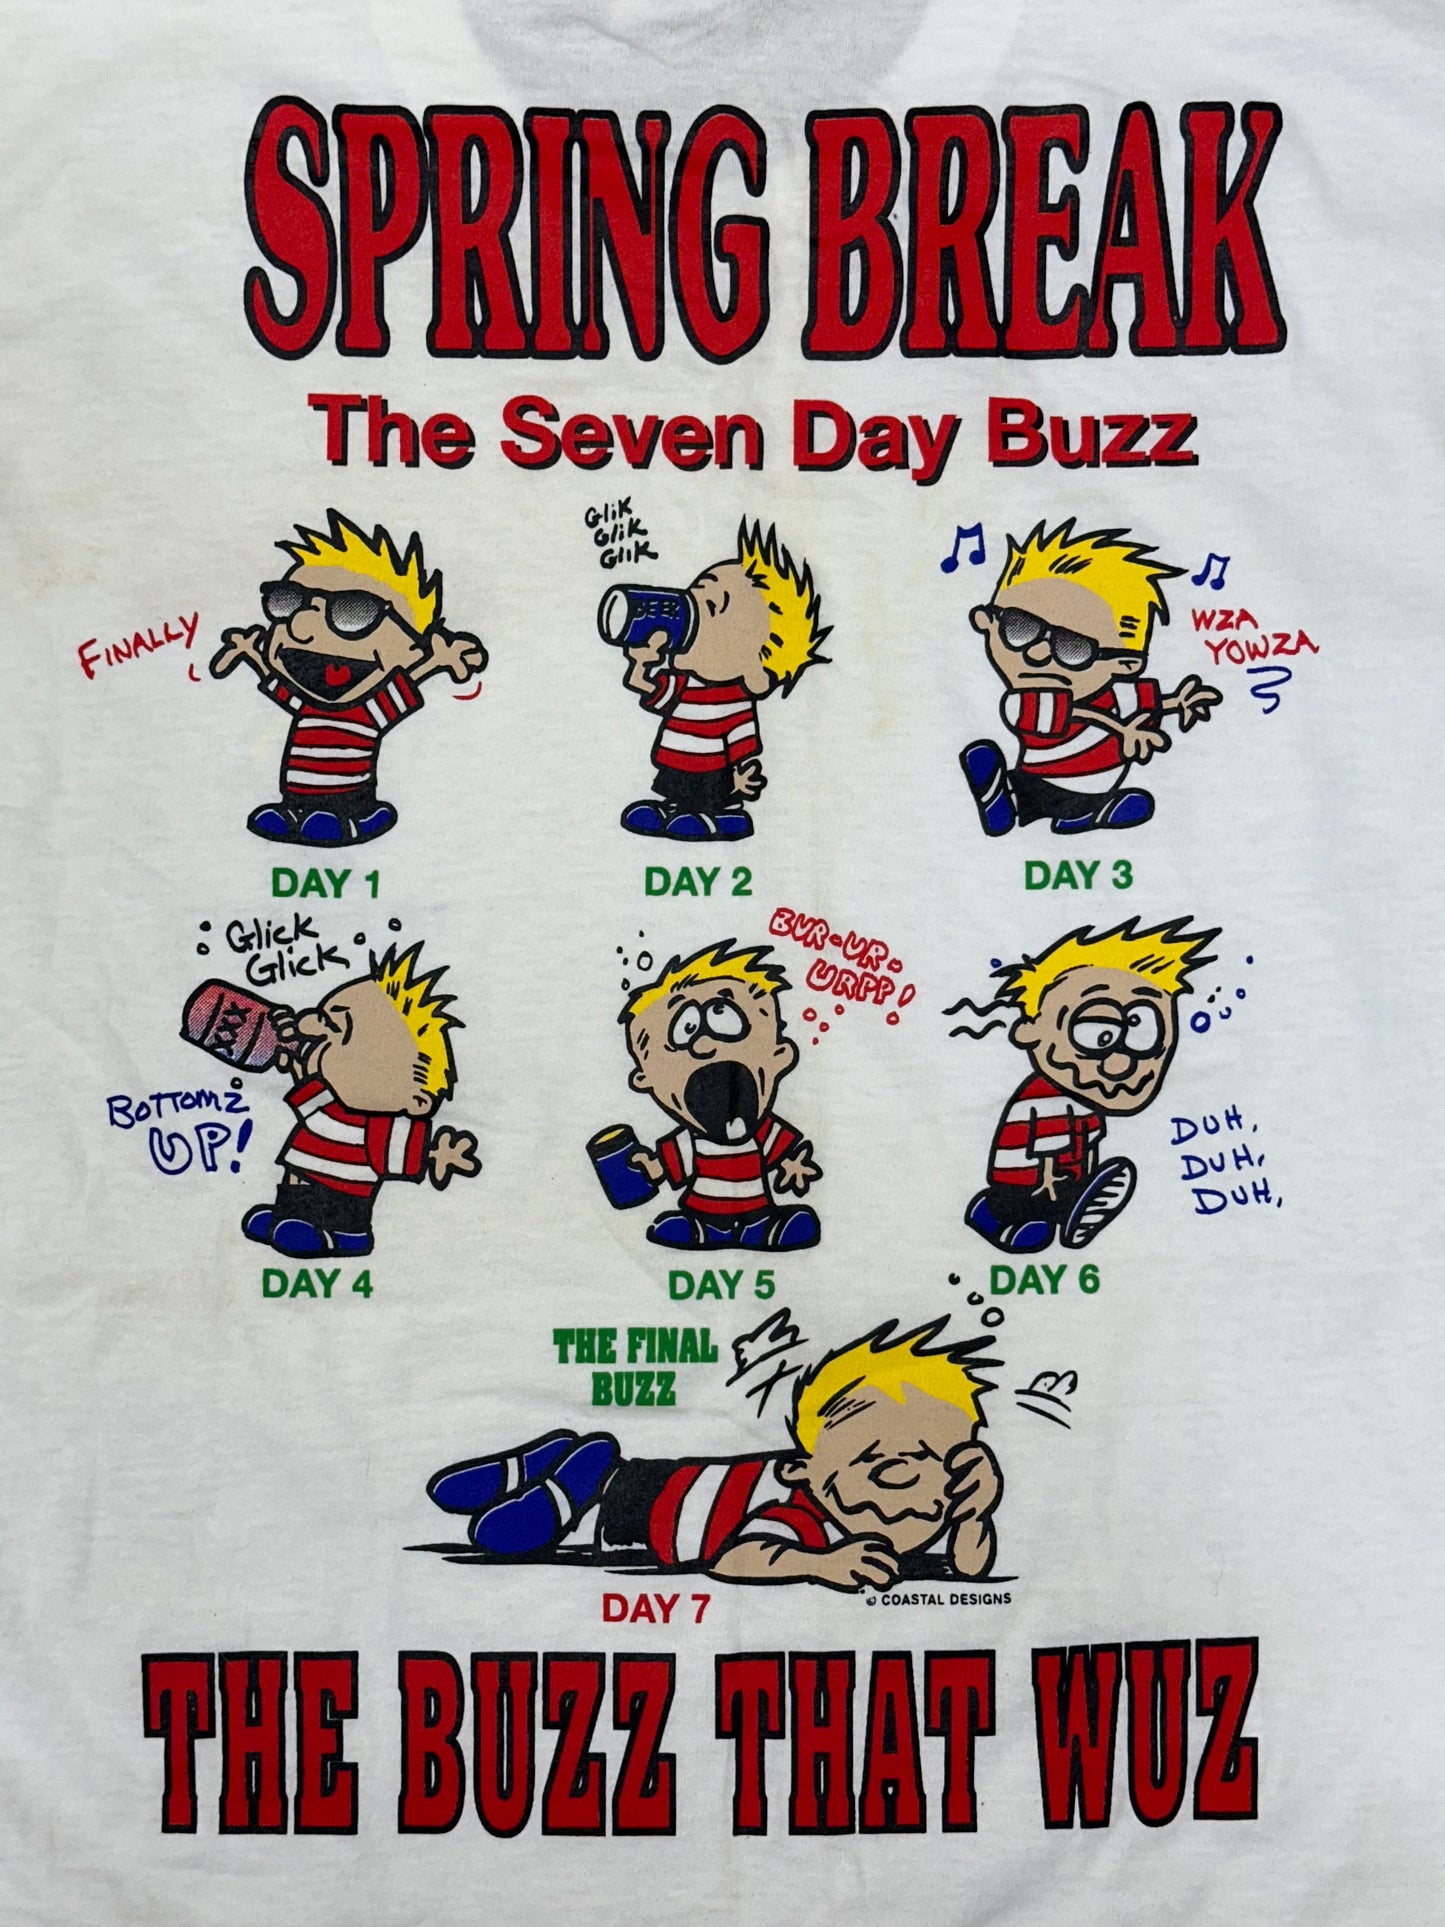 SPRING BREAK
The Seven Day Buzz
FINALLY
GliK
GliK
GliK
BEER
WZA
YOWZA
DAY 1
DAY 2
DAY 3
Glick
Glick
XXX
BOTTOMZ
UP!
BUR-UR-
URPP!
DUH,
DUH,
DUH,
DAY 4
DAY 5
DAY 6
THE FINAL
BUZZ
DAY 7
© COASTAL DESIGNS
THE BUZZ THAT WUZ